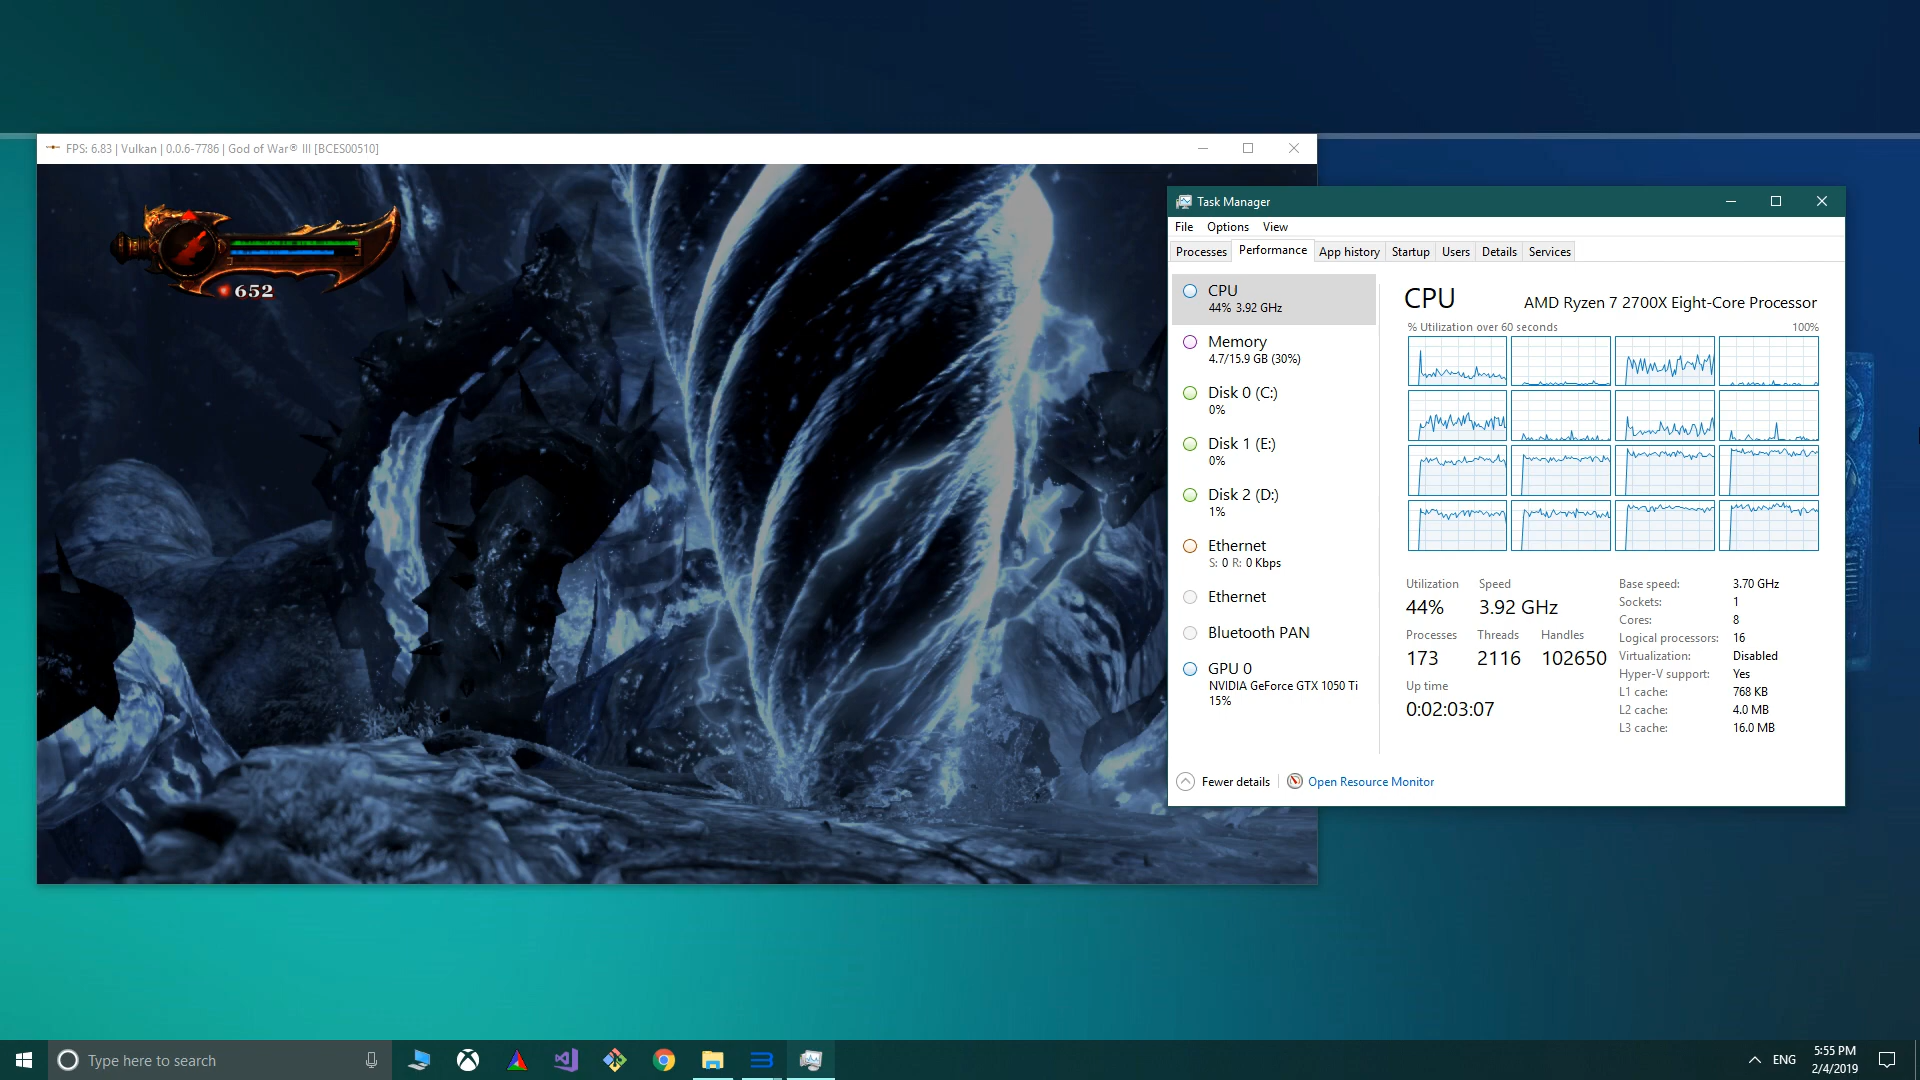 FPS: 6.83 | Vulkan | 0.0.6-7786 | God of War® III [BCES00510]
652
Task Manager
File Options View
Processes Performance App history Startup Users Details Services
CPU
44% 3.92 GHz
Memory
4.7/15.9 GB (30%)
Disk 0 (C:)
0%
Disk 1 (E:)
0%
Disk 2 (D:)
1%
Ethernet
S: 0 R: 0 Kbps
Ethernet
Bluetooth PAN
GPU 0
NVIDIA GeForce GTX 1050 Ti
15%
CPU AMD Ryzen 7 2700X Eight-Core Processor
% Utilization over 60 seconds 100%
Utilization Speed
44% 3.92 GHz
Processes Threads Handles
173 2116 102650
Up time
0:02:03:07
Base speed: 3.70 GHz
Sockets: 1
Cores: 8
Logical processors: 16
Virtualization: Disabled
Hyper-V support: Yes
L1 cache: 768 KB
L2 cache: 4.0 MB
L3 cache: 16.0 MB
Fewer details Open Resource Monitor
Type here to search
ENG
5:55 PM
2/4/2019